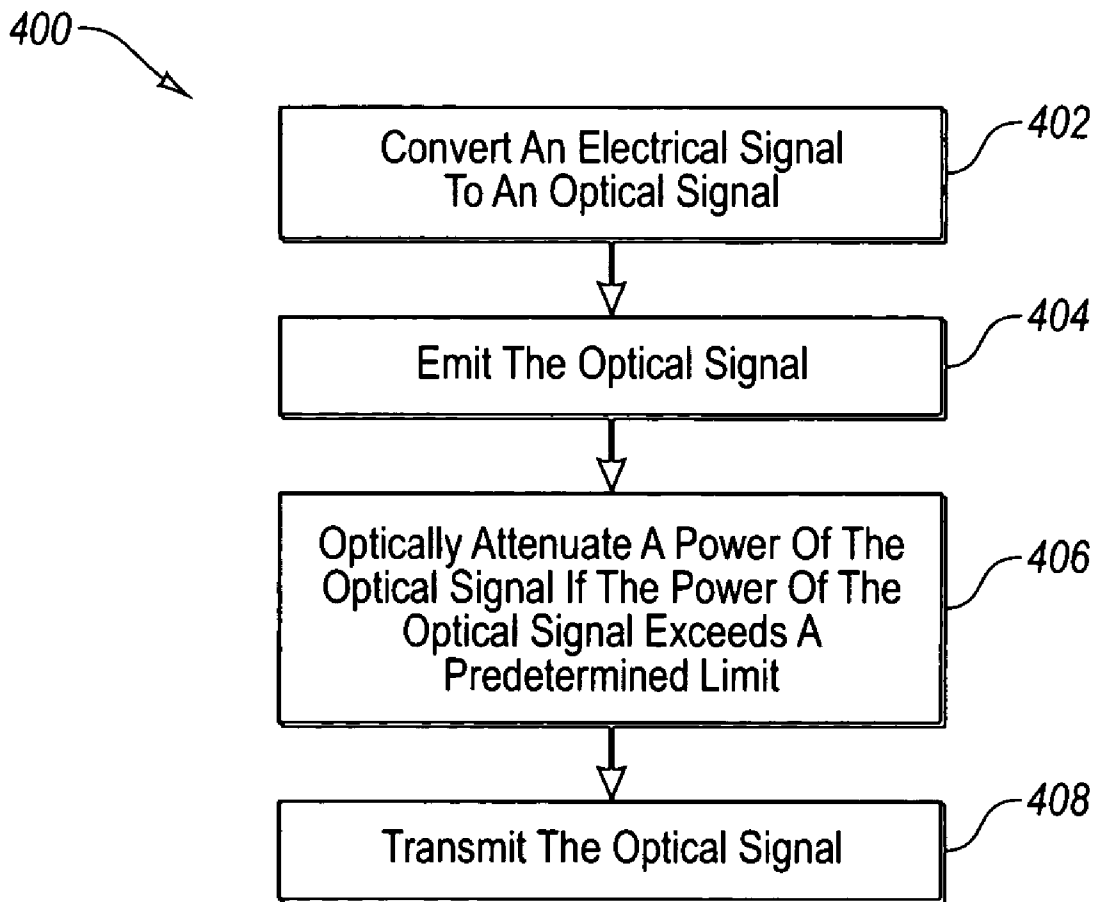 400
Convert An Electrical Signal
To An Optical Signal
402
Emit The Optical Signal
404
Optically Attenuate A Power Of The
Optical Signal If The Power Of The
Optical Signal Exceeds A
Predetermined Limit
406
Transmit The Optical Signal
408